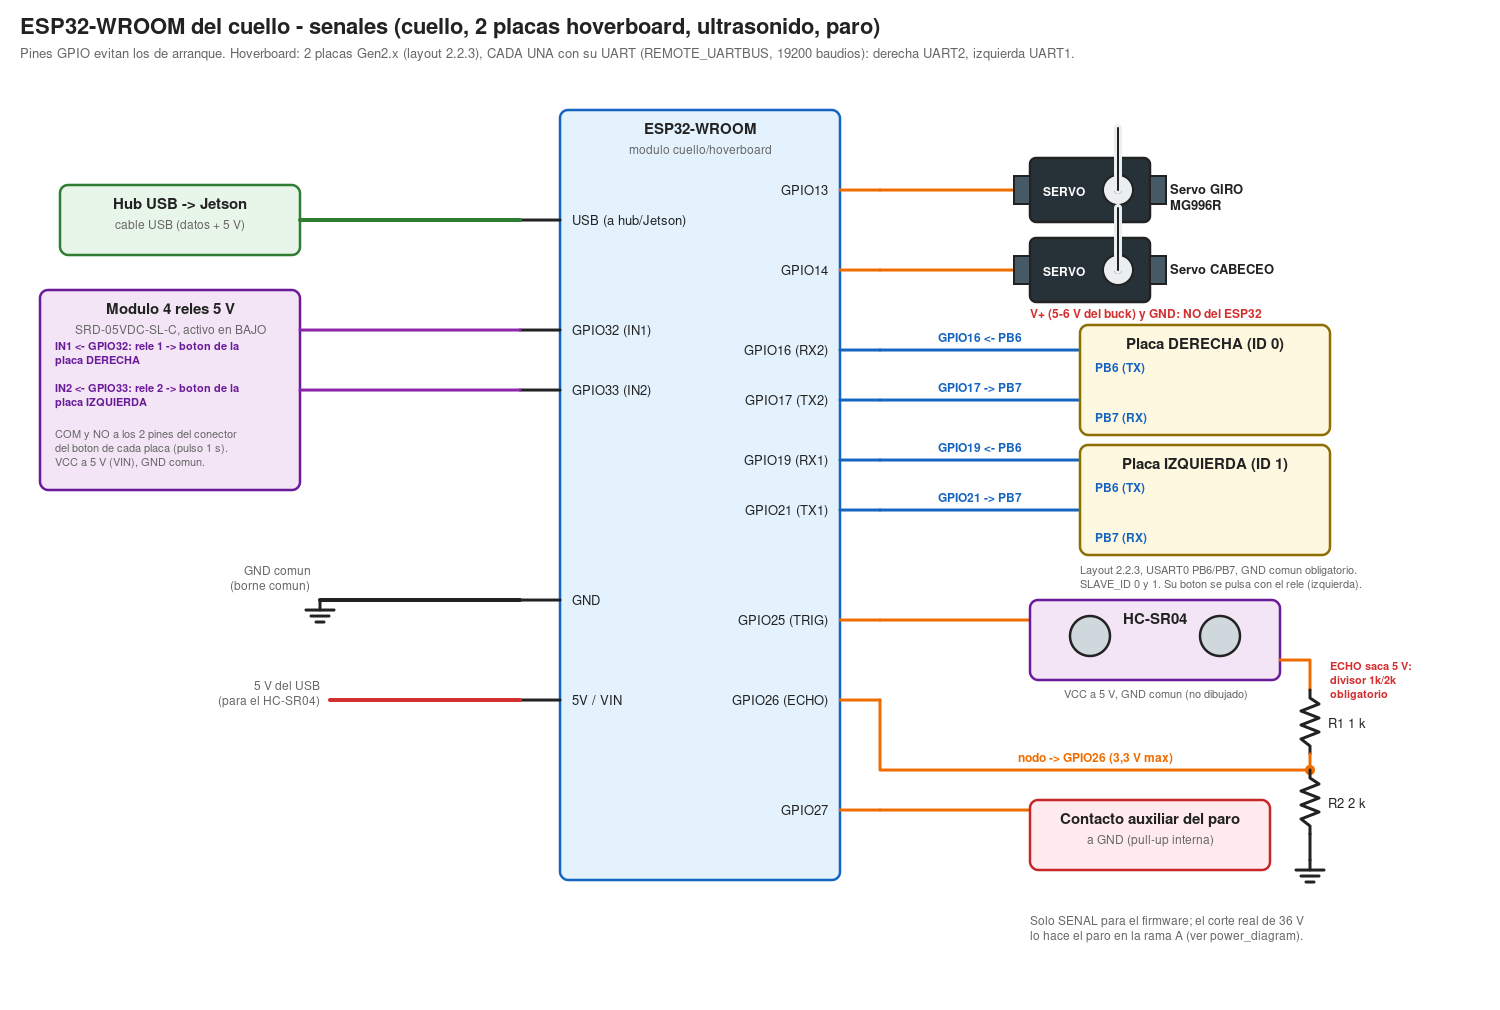 ESP32-WROOM del cuello - senales (cuello, 2 placas hoverboard, ultrasonido, paro)
Pines GPIO evitan los de arranque. Hoverboard: 2 placas Gen2.x (layout 2.2.3), CADA UNA con su UART (REMOTE_UARTBUS, 19200 baudios): derecha UART2, izquierda UART1.
Hub USB -> Jetson
cable USB (datos + 5 V)
Modulo 4 reles 5 V
SRD-05VDC-SL-C, activo en BAJO
IN1 <- GPIO32: rele 1 -> boton de la
placa DERECHA
IN2 <- GPIO33: rele 2 -> boton de la
placa IZQUIERDA
COM y NO a los 2 pines del conector
del boton de cada placa (pulso 1 s).
VCC a 5 V (VIN), GND comun.
GND comun
(borne comun)
5 V del USB
(para el HC-SR04)
ESP32-WROOM
modulo cuello/hoverboard
USB (a hub/Jetson)
GPIO32 (IN1)
GPIO33 (IN2)
GND
5V / VIN
GPIO13
GPIO14
GPIO16 (RX2)
GPIO17 (TX2)
GPIO19 (RX1)
GPIO21 (TX1)
GPIO25 (TRIG)
GPIO26 (ECHO)
GPIO27
SERVO
Servo GIRO
MG996R
SERVO
Servo CABECEO
V+ (5-6 V del buck) y GND: NO del ESP32
GPIO16 <- PB6
GPIO17 -> PB7
Placa DERECHA (ID 0)
PB6 (TX)
PB7 (RX)
GPIO19 <- PB6
GPIO21 -> PB7
Placa IZQUIERDA (ID 1)
PB6 (TX)
PB7 (RX)
Layout 2.2.3, USART0 PB6/PB7, GND comun obligatorio.
SLAVE_ID 0 y 1. Su boton se pulsa con el rele (izquierda).
HC-SR04
VCC a 5 V, GND comun (no dibujado)
ECHO saca 5 V:
divisor 1k/2k
obligatorio
R1 1 k
nodo -> GPIO26 (3,3 V max)
R2 2 k
Contacto auxiliar del paro
a GND (pull-up interna)
Solo SENAL para el firmware; el corte real de 36 V
lo hace el paro en la rama A (ver power_diagram).